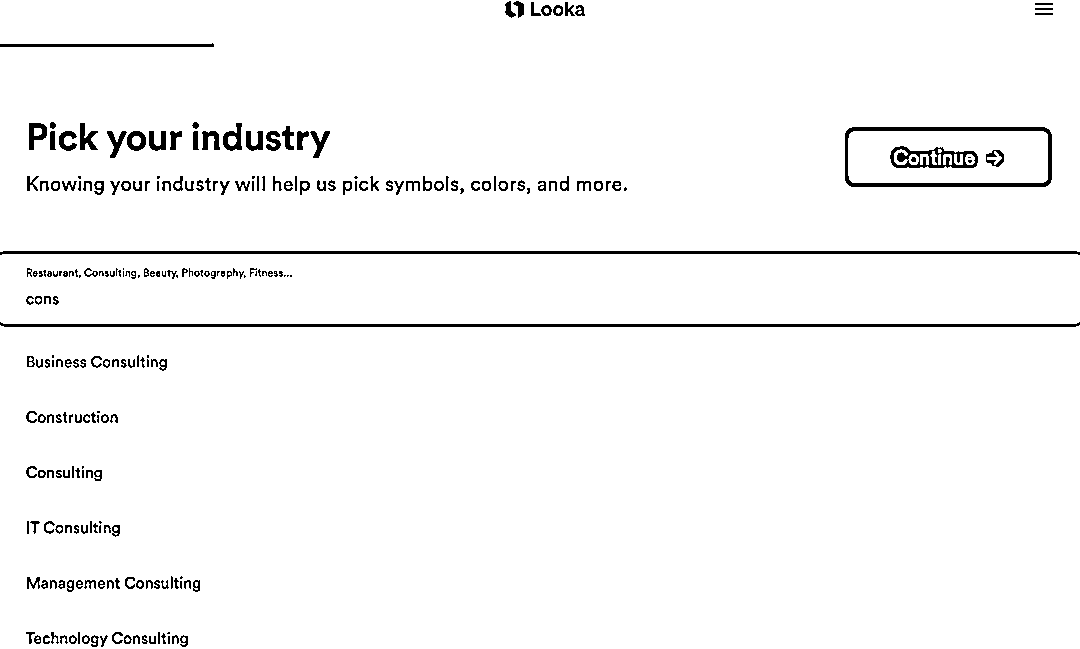 Looka
Pick your industry
Continue →
Knowing your industry will help us pick symbols, colors, and more.
Restaurant, Consulting, Beauty, Photography, Fitness...
cons
Business Consulting
Construction
Consulting
IT Consulting
Management Consulting
Technology Consulting